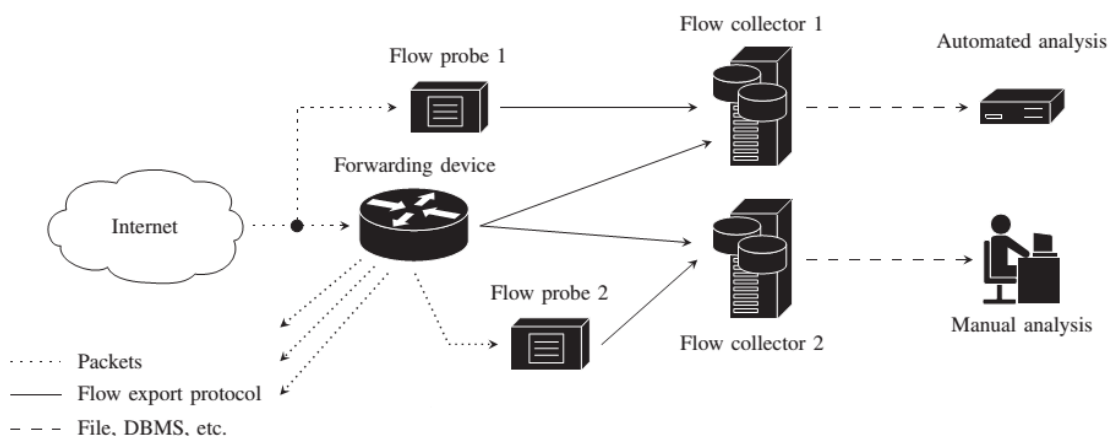 Flow collector 1
Automated analysis
Flow probe 1
Forwarding device
Internet
Flow probe 2
Flow collector 2
Manual analysis
Packets
Flow export protocol
File, DBMS, etc.